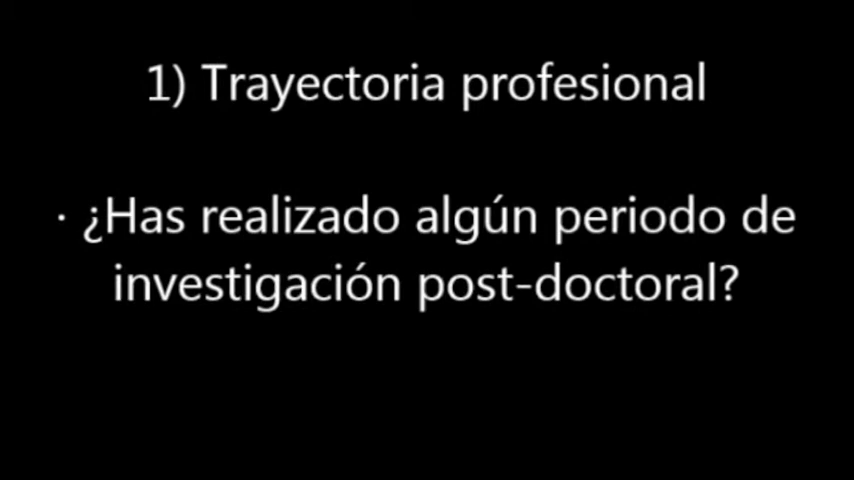 1) Trayectoria profesional
· ¿Has realizado algún periodo de
investigación post-doctoral?